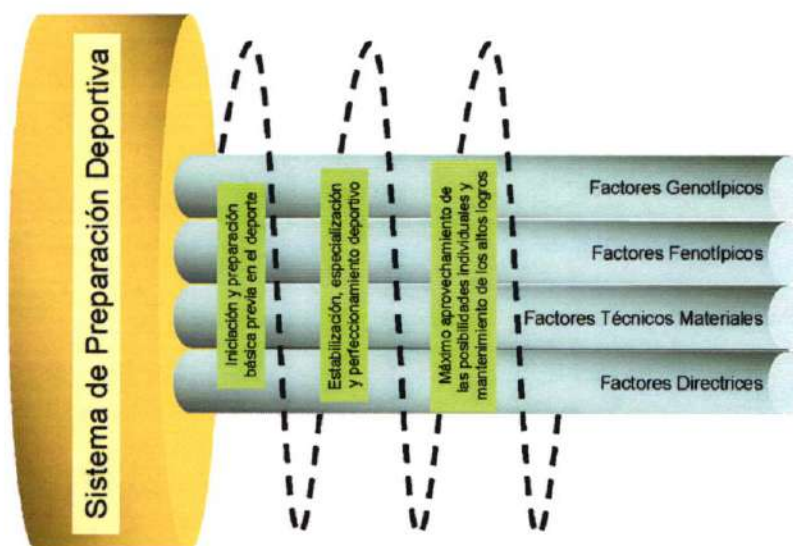 Sistema de Preparación Deportiva
Iniciación y preparación
básica previa en el deporte
Estabilización, especialización
y perfeccionamiento deportivo
Máximo aprovechamiento de
las posibilidades individuales y
mantenimiento de los altos logros
Factores Genotípicos
Factores Fenotípicos
Factores Técnicos Materiales
Factores Directrices